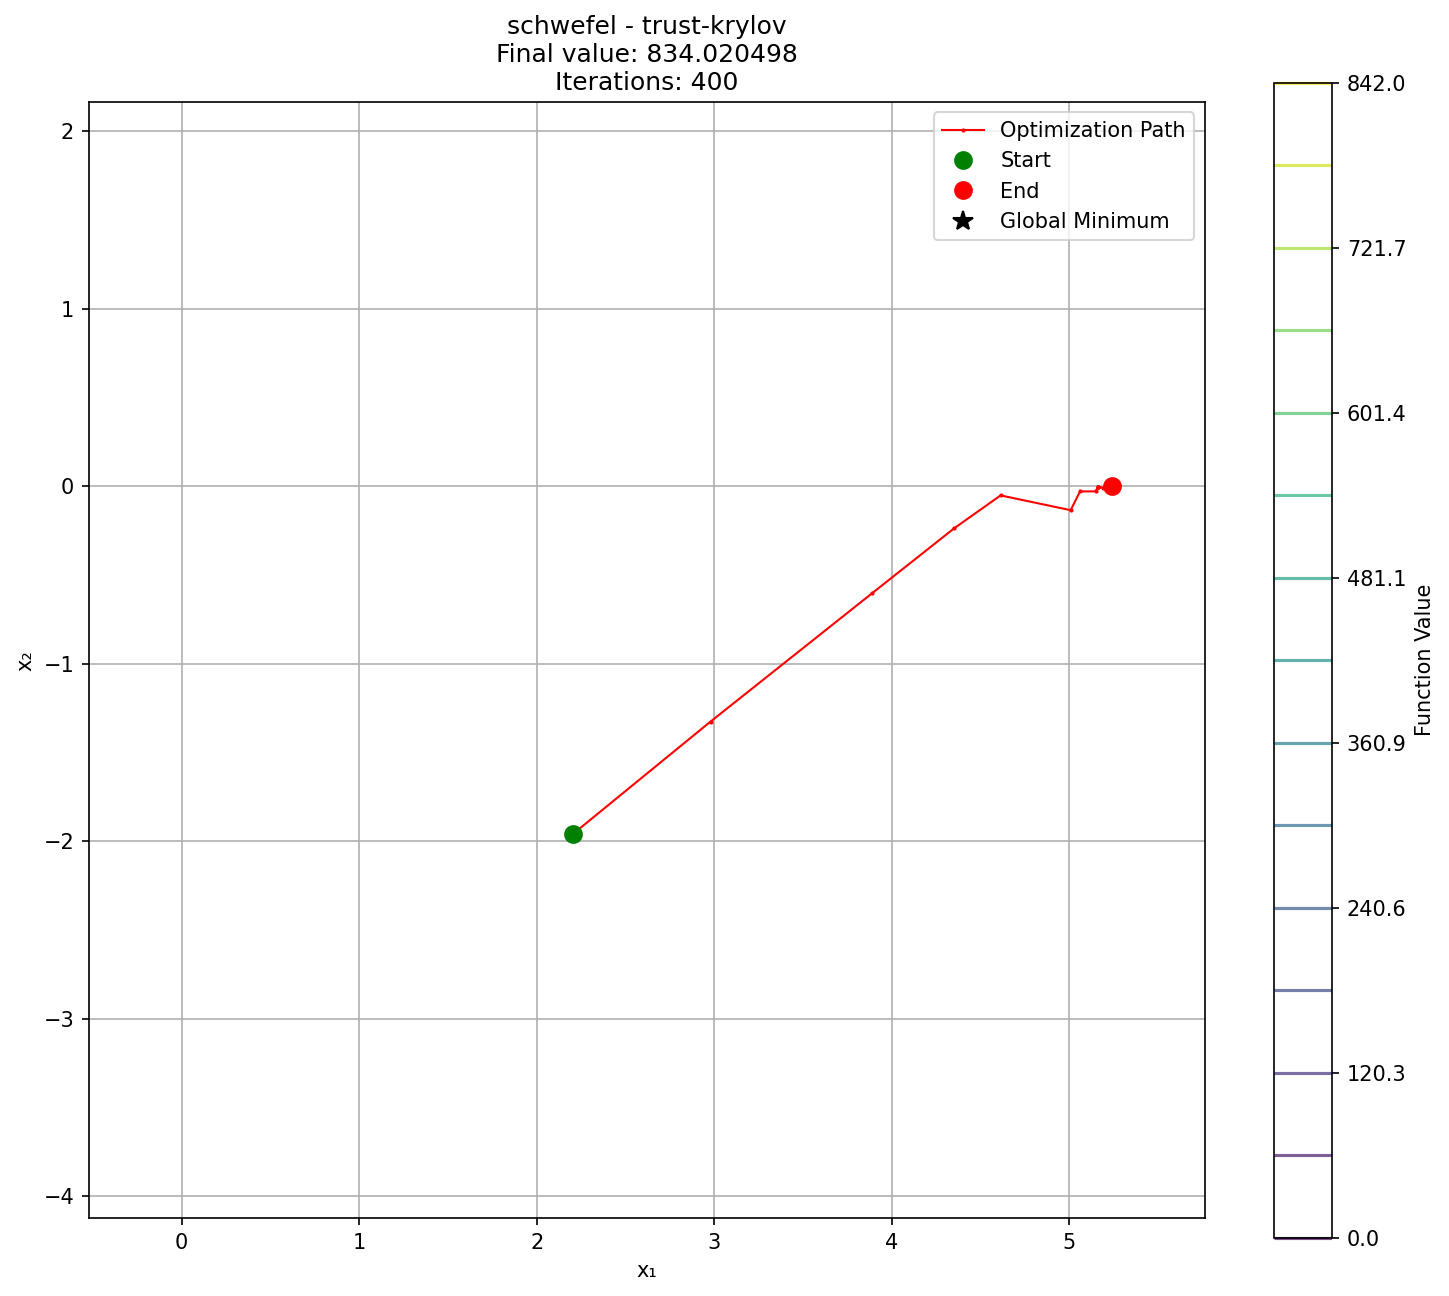 schwefel - trust-krylov
Final value: 834.020498
Iterations: 400
Optimization Path
Start
End
Global Minimum
2
1
0
−1
−2
−3
−4
x₂
0
1
2
3
4
5
x₁
842.0
721.7
601.4
481.1
360.9
240.6
120.3
0.0
Function Value